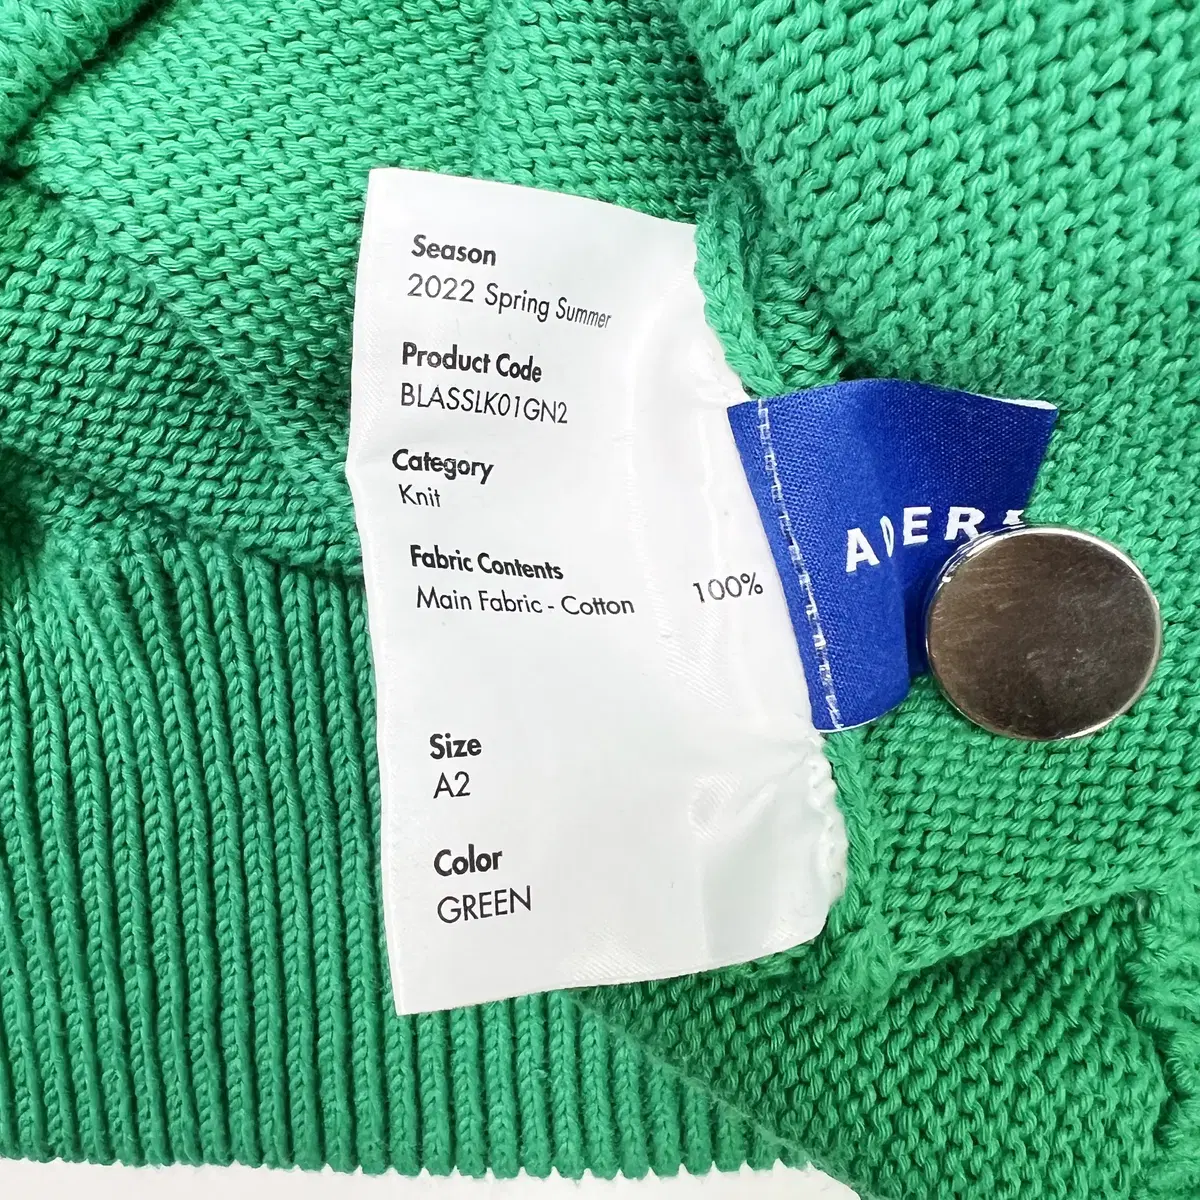 Season
2022 Spring Summer
Product Code
BLASSLK01GN2
Category
Knit
Fabric Contents
Main Fabric - Cotton 100%
Size
A2
Color
GREEN